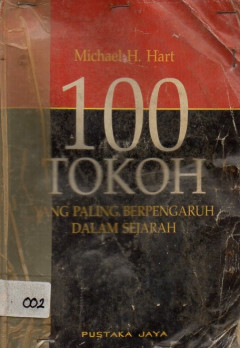 Michael H. Hart
100
TOKOH
YANG PALING BERPENGARUH
DALAM SEJARAH
002
PUSTAKA JAYA